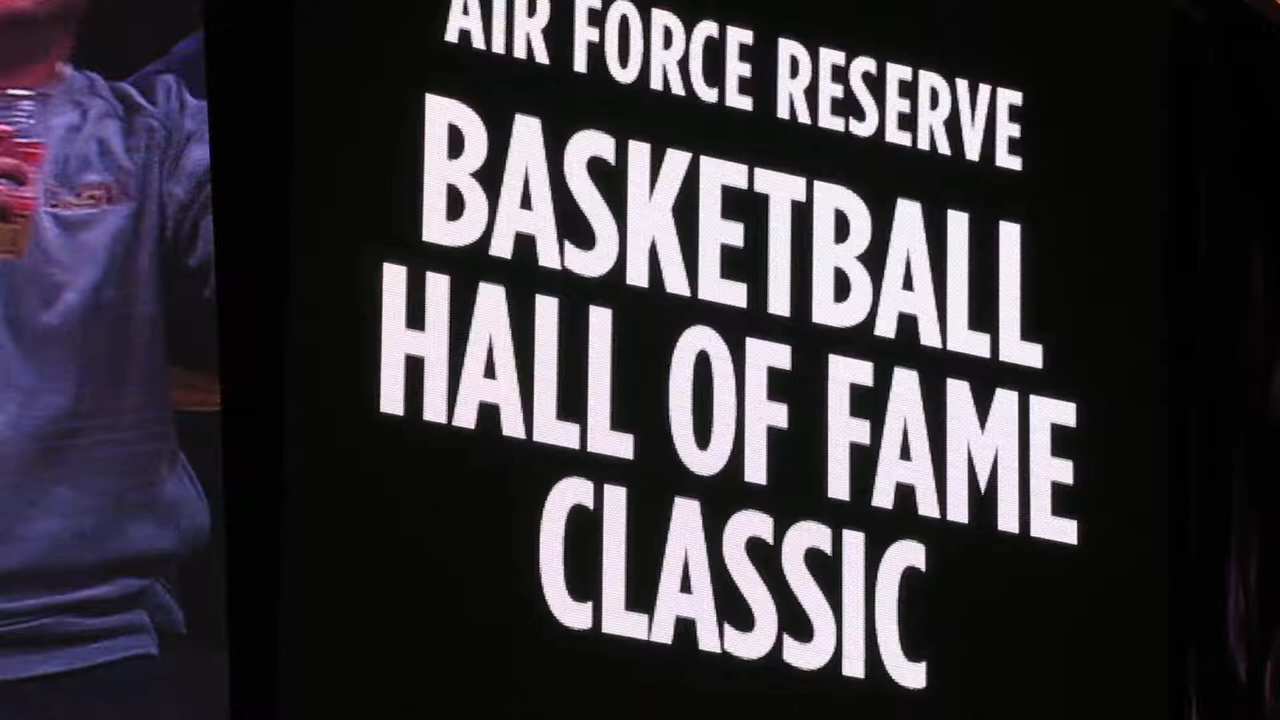 AIR FORCE RESERVE
BASKETBALL
HALL OF FAME
CLASSIC